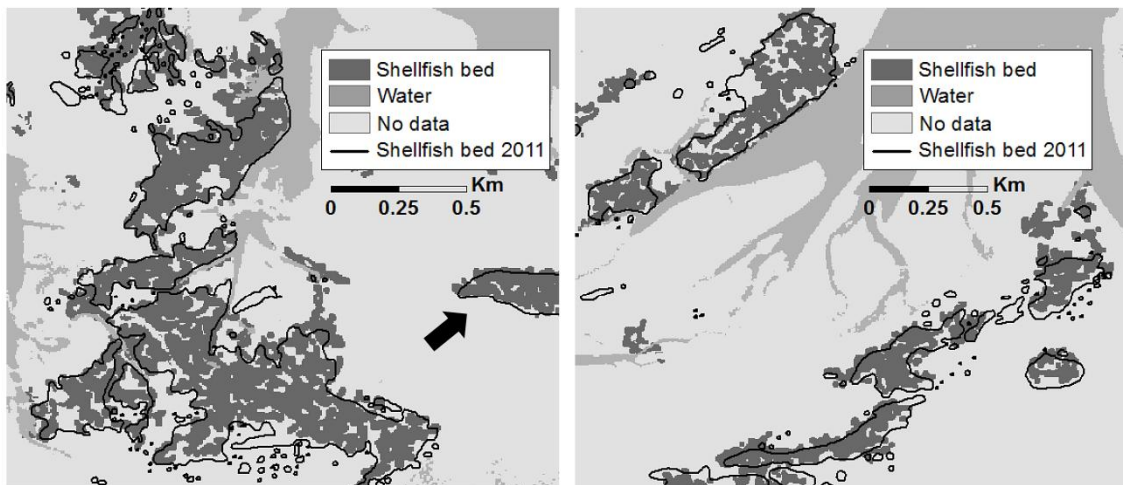 Shellfish bed
Water
No data
Shellfish bed 2011
Km
0 0.25 0.5
Shellfish bed
Water
No data
Shellfish bed 2011
Km
0 0.25 0.5